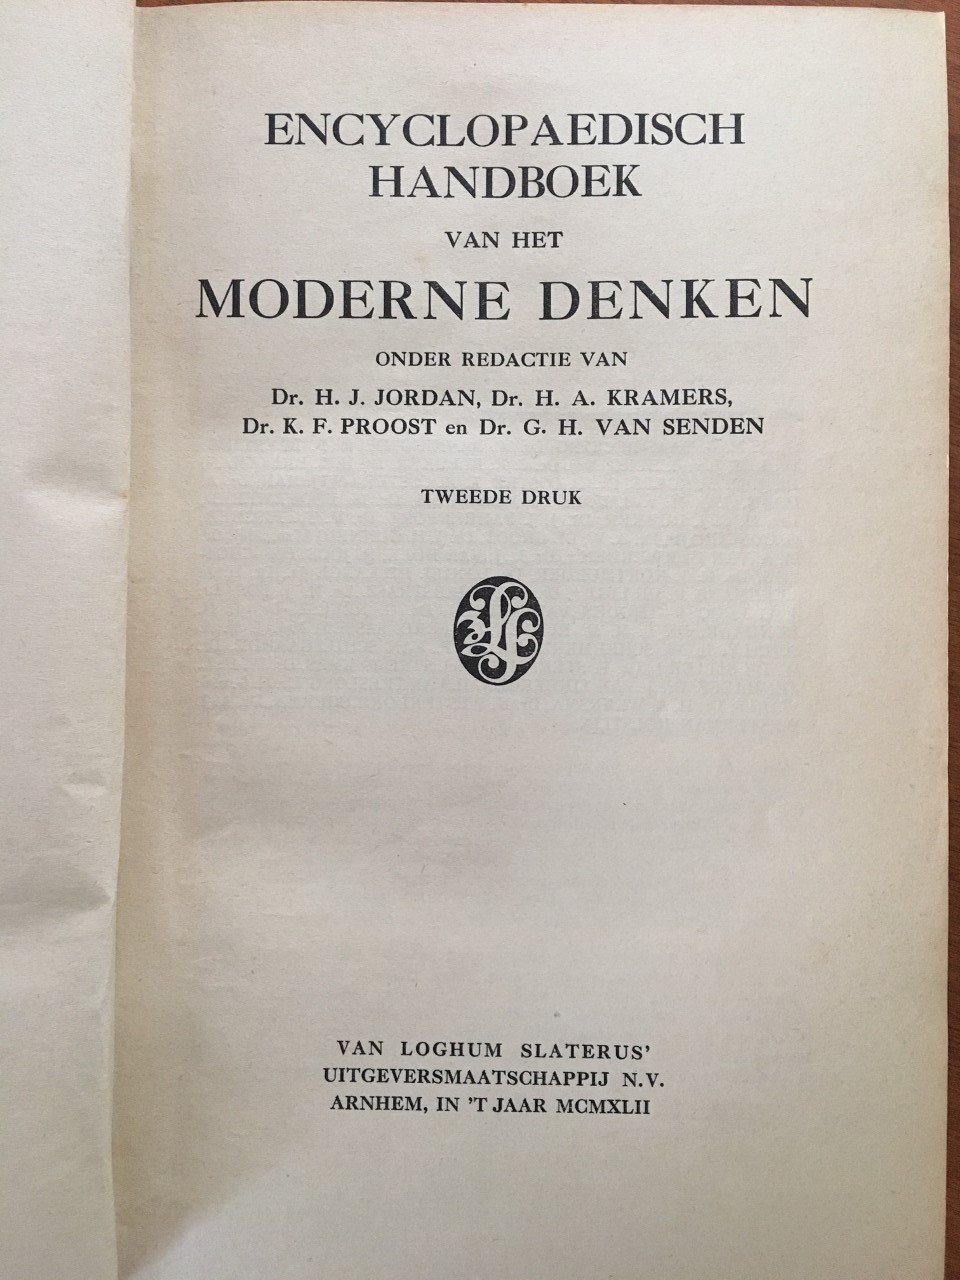 ENCYCLOPAEDISCH
HANDBOEK
VAN HET
MODERNE DENKEN
ONDER REDACTIE VAN
Dr. H. J. JORDAN, Dr. H. A. KRAMERS,
Dr. K. F. PROOST en Dr. G. H. VAN SENDEN
TWEEDE DRUK
VAN LOGHUM SLATERUS'
UITGEVERSMAATSCHAPPIJ N.V.
ARNHEM, IN 'T JAAR MCMXLII